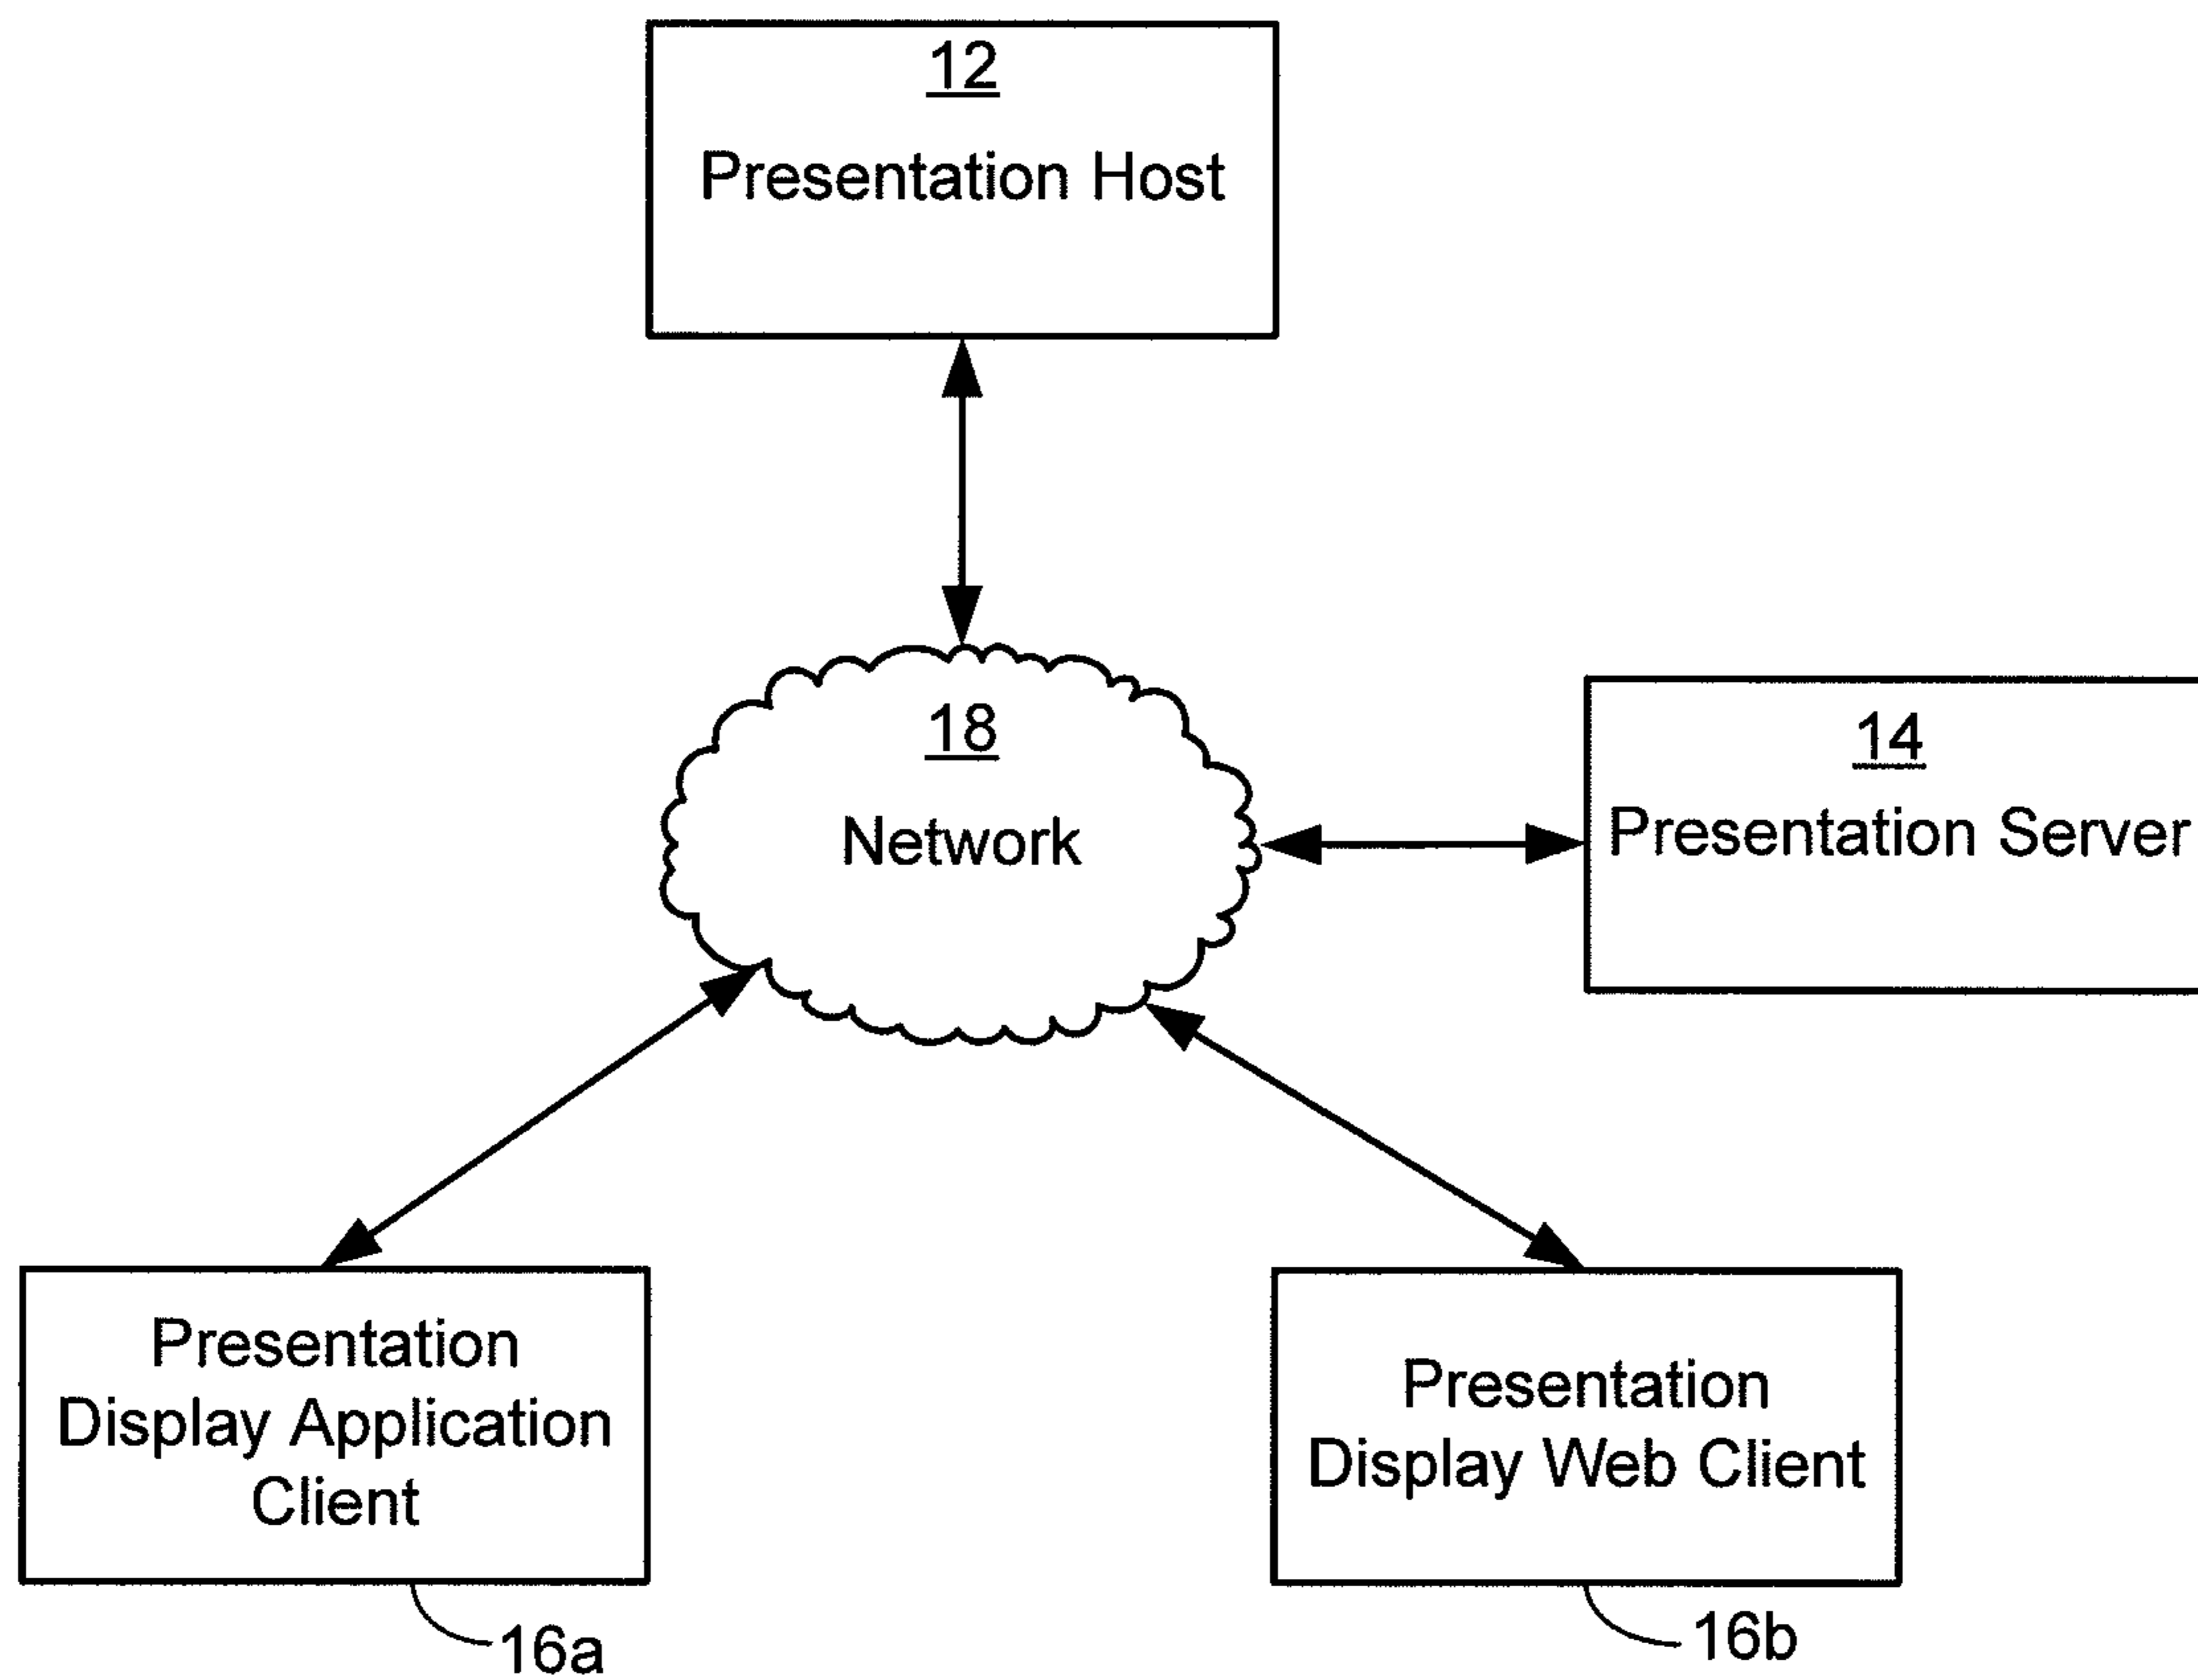 12
Presentation Host
18
Network
14
Presentation Server
Presentation
Display Application
Client
16a
Presentation
Display Web Client
16b